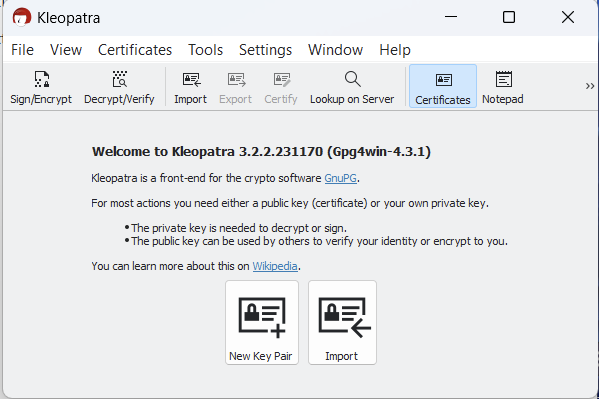 Kleopatra
File View Certificates Tools Settings Window Help
Sign/Encrypt Decrypt/Verify Import Export Certify Lookup on Server Certificates Notepad
Welcome to Kleopatra 3.2.2.231170 (Gpg4win-4.3.1)
Kleopatra is a front-end for the crypto software GnuPG.
For most actions you need either a public key (certificate) or your own private key.
• The private key is needed to decrypt or sign.
• The public key can be used by others to verify your identity or encrypt to you.
You can learn more about this on Wikipedia.
New Key Pair Import